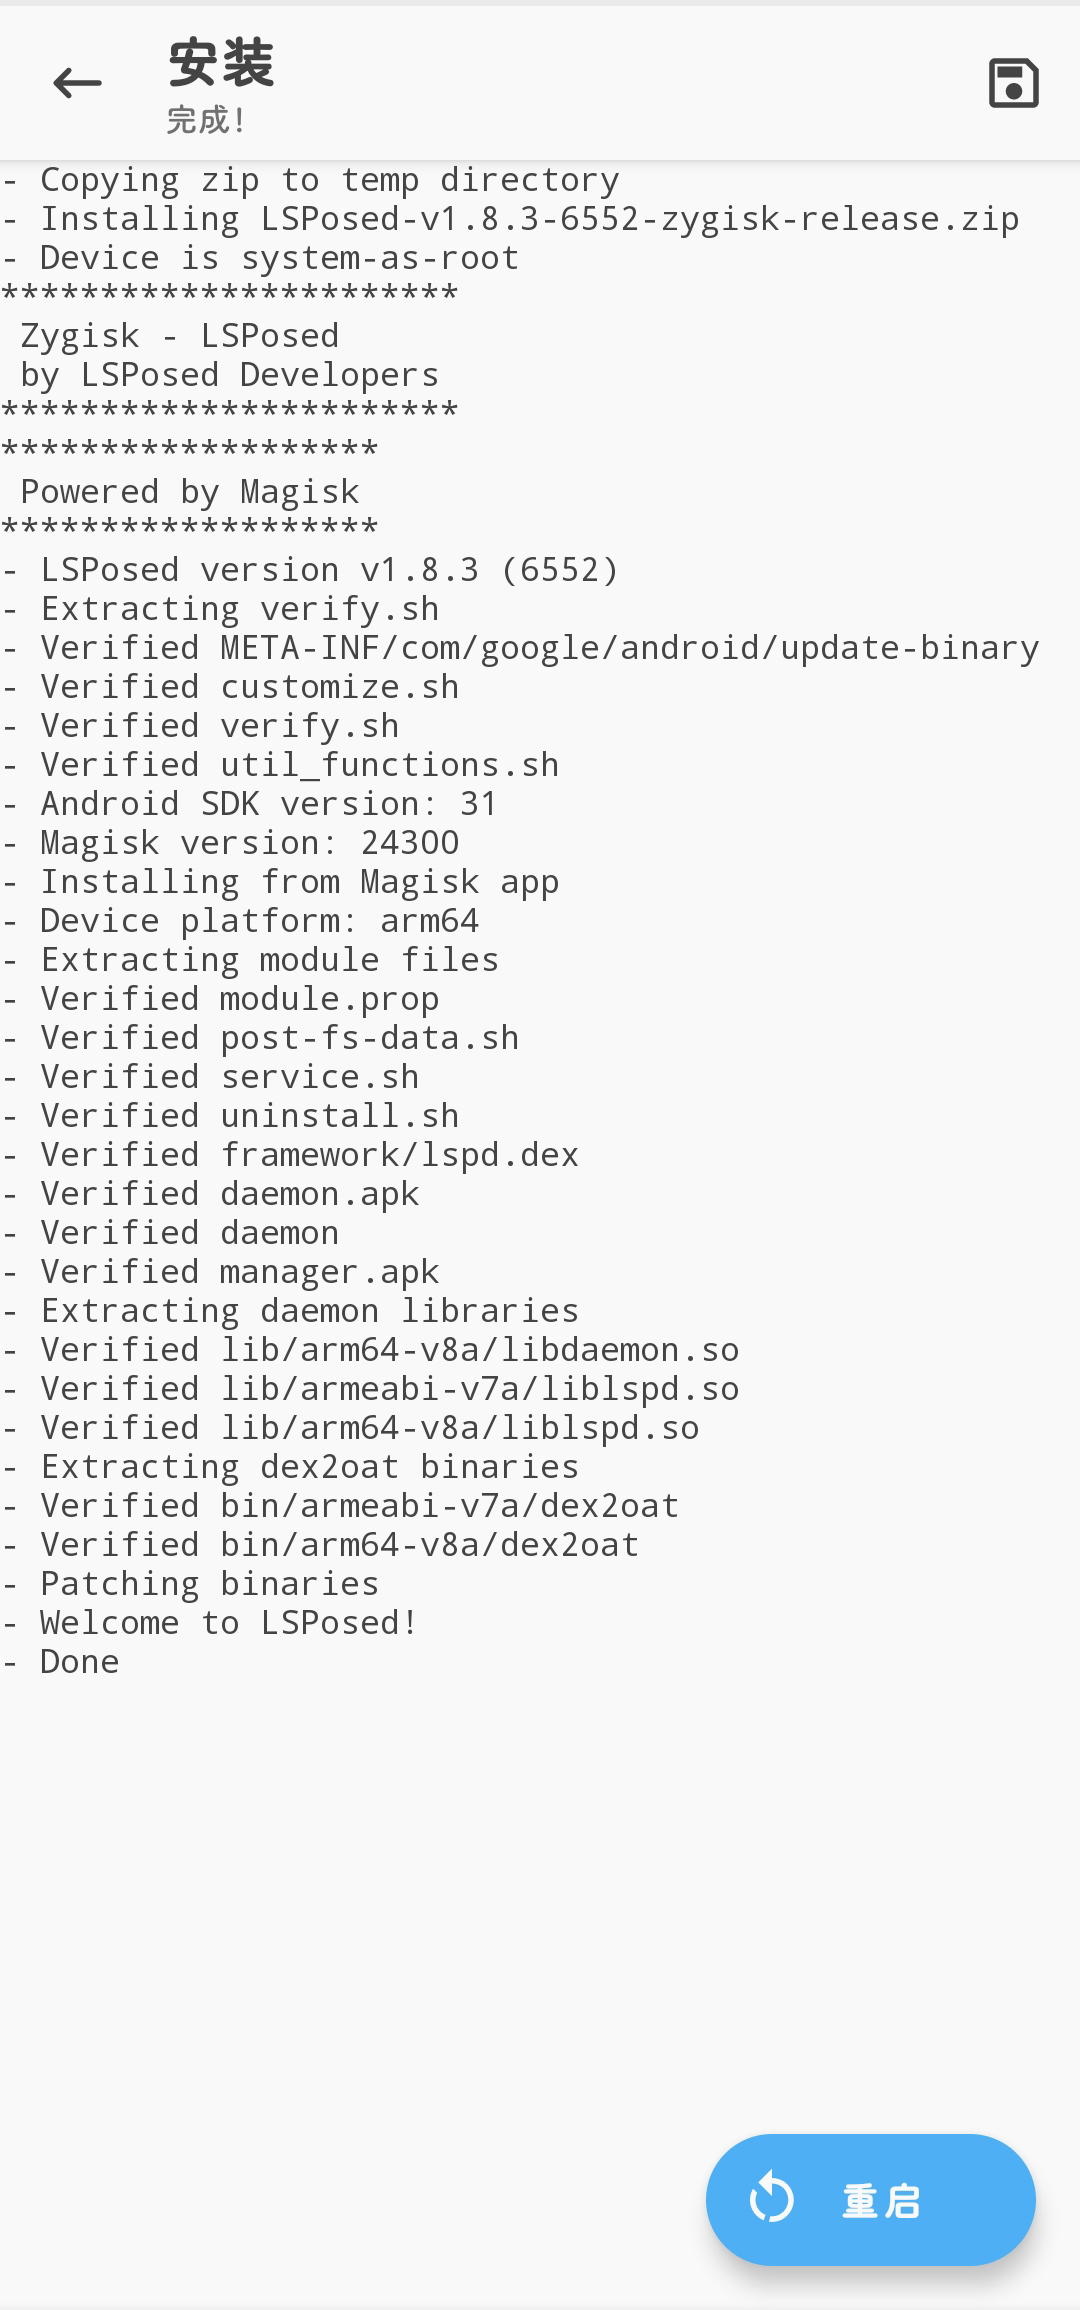 安装
完成！
- Copying zip to temp directory
- Installing LSPosed-v1.8.3-6552-zygisk-release.zip
- Device is system-as-root
***********************
 Zygisk - LSPosed
 by LSPosed Developers
***********************
*******************
 Powered by Magisk
*******************
- LSPosed version v1.8.3 (6552)
- Extracting verify.sh
- Verified META-INF/com/google/android/update-binary
- Verified customize.sh
- Verified verify.sh
- Verified util_functions.sh
- Android SDK version: 31
- Magisk version: 24300
- Installing from Magisk app
- Device platform: arm64
- Extracting module files
- Verified module.prop
- Verified post-fs-data.sh
- Verified service.sh
- Verified uninstall.sh
- Verified framework/lspd.dex
- Verified daemon.apk
- Verified daemon
- Verified manager.apk
- Extracting daemon libraries
- Verified lib/arm64-v8a/libdaemon.so
- Verified lib/armeabi-v7a/liblspd.so
- Verified lib/arm64-v8a/liblspd.so
- Extracting dex2oat binaries
- Verified bin/armeabi-v7a/dex2oat
- Verified bin/arm64-v8a/dex2oat
- Patching binaries
- Welcome to LSPosed!
- Done
重启